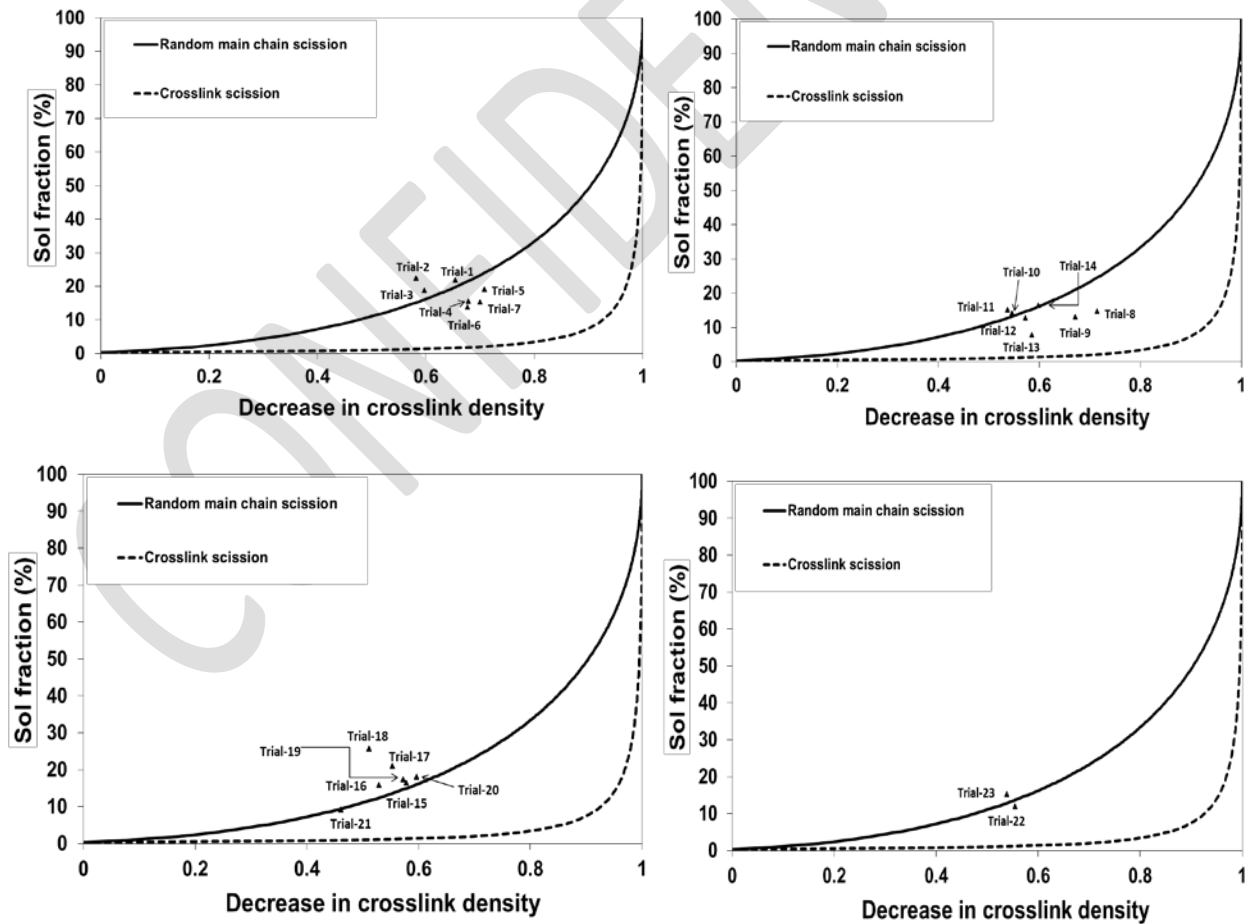 CONFIDEN
100
90
80
70
60
50
40
30
20
10
0
Sol fraction (%)
Random main chain scission
Crosslink scission
Trial-2
Trial-1
Trial-3
Trial-5
Trial-4
Trial-7
Trial-6
0 0.2 0.4 0.6 0.8 1
Decrease in crosslink density
100
90
80
70
60
50
40
30
20
10
0
Sol fraction (%)
Random main chain scission
Crosslink scission
Trial-10
Trial-14
Trial-11
Trial-8
Trial-12
Trial-9
Trial-13
0 0.2 0.4 0.6 0.8 1
Decrease in crosslink density
100
90
80
70
60
50
40
30
20
10
0
Sol fraction (%)
Random main chain scission
Crosslink scission
Trial-18
Trial-19
Trial-17
Trial-16
Trial-20
Trial-15
Trial-21
0 0.2 0.4 0.6 0.8 1
Decrease in crosslink density
100
90
80
70
60
50
40
30
20
10
0
Sol fraction (%)
Random main chain scission
Crosslink scission
Trial-23
Trial-22
0 0.2 0.4 0.6 0.8 1
Decrease in crosslink density